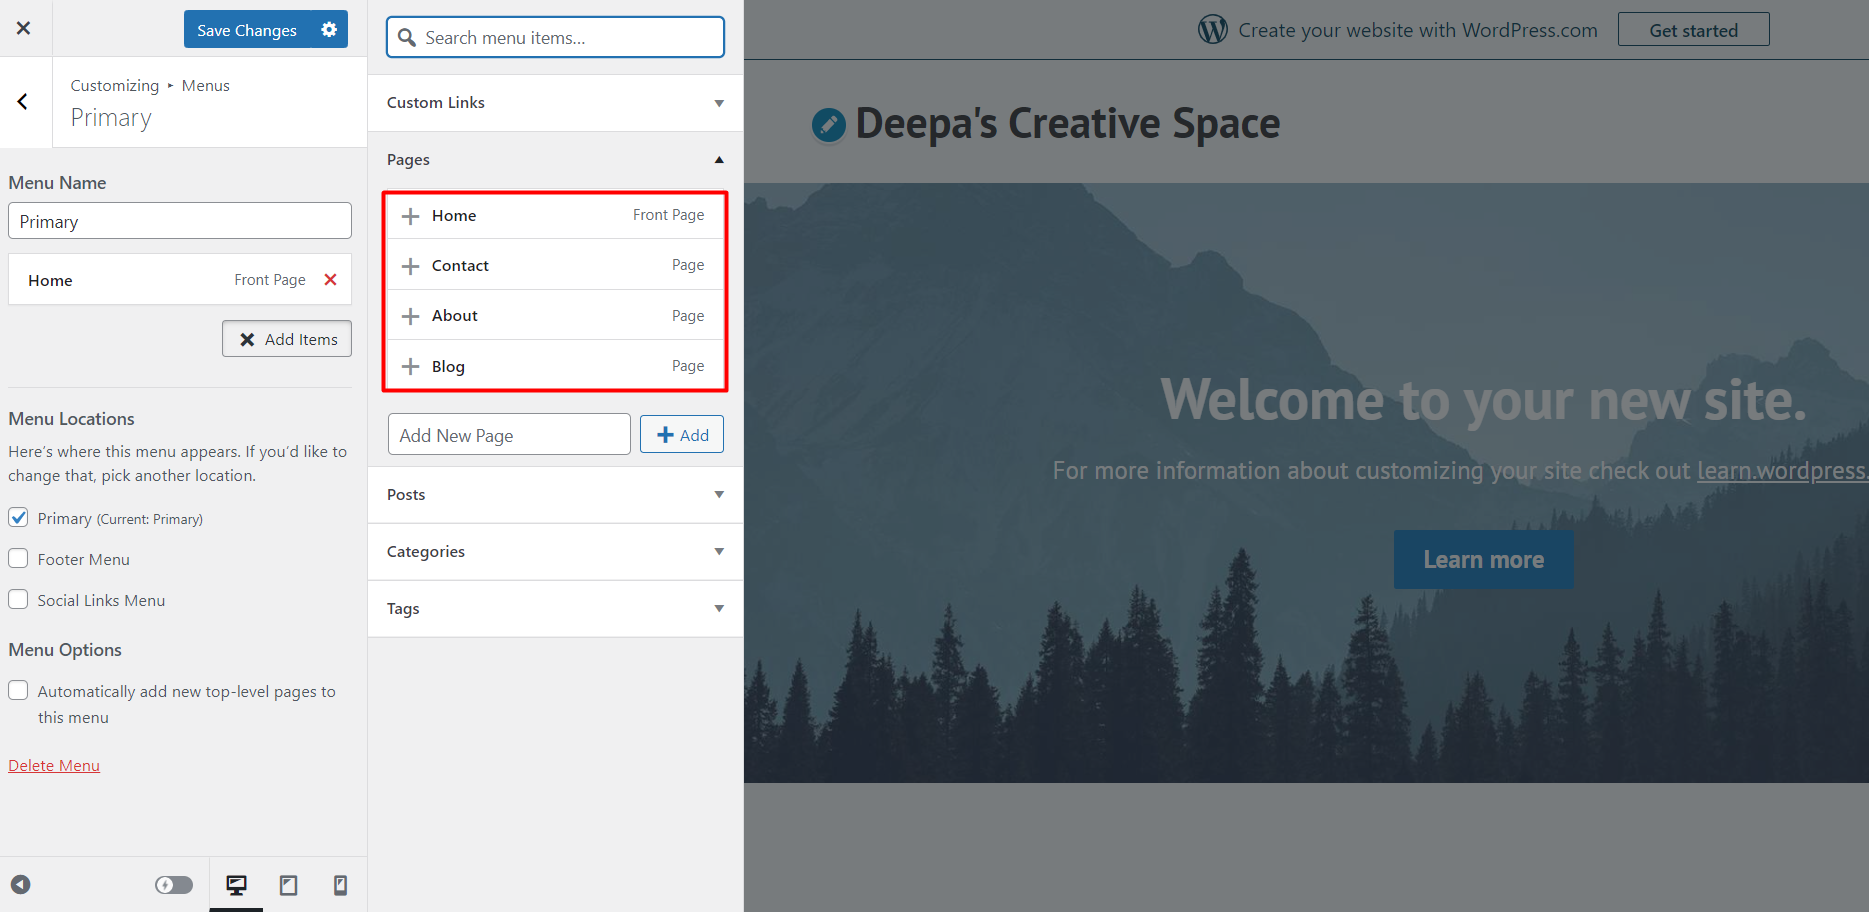 Save Changes
Customizing ▸ Menus
Primary
Menu Name
Primary
Home Front Page
Add Items
Menu Locations
Here's where this menu appears. If you'd like to
change that, pick another location.
Primary (Current: Primary)
Footer Menu
Social Links Menu
Menu Options
Automatically add new top-level pages to
this menu
Delete Menu
Search menu items...
Custom Links
Pages
Home Front Page
Contact Page
About Page
Blog Page
Add New Page
Add
Posts
Categories
Tags
Create your website with WordPress.com
Get started
Deepa's Creative Space
Welcome to your new site.
For more information about customizing your site check out learn.wordpress.
Learn more